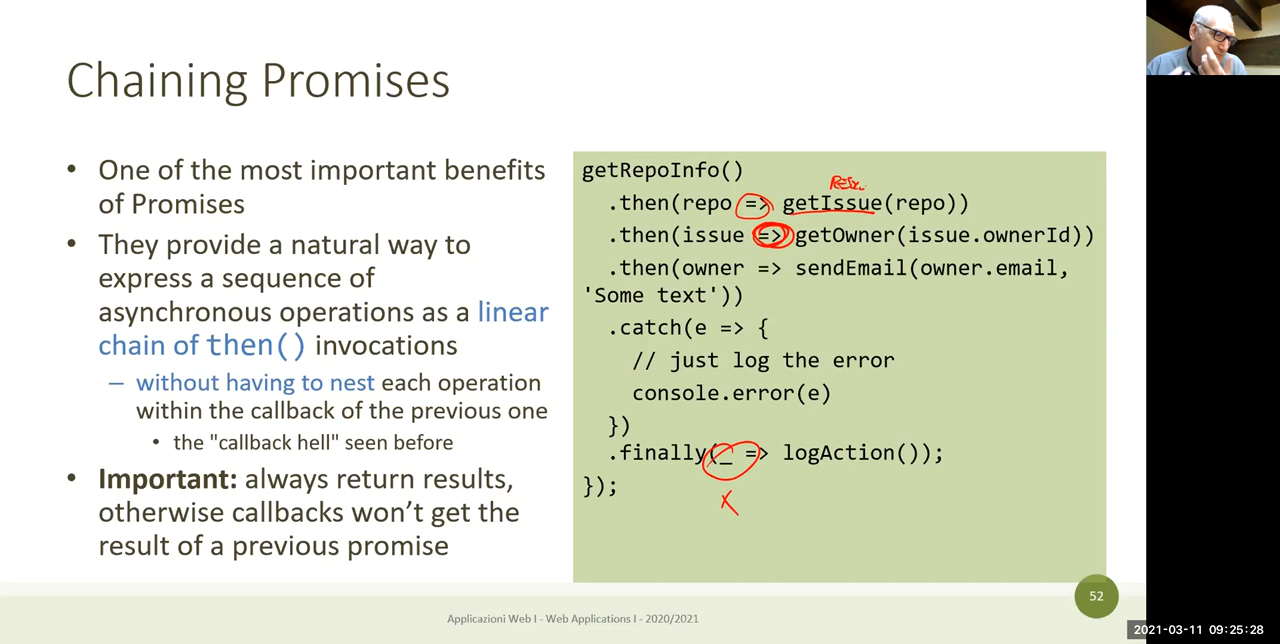 Chaining Promises
• One of the most important benefits
of Promises
• They provide a natural way to
express a sequence of
asynchronous operations as a linear
chain of then() invocations
– without having to nest each operation
within the callback of the previous one
• the "callback hell" seen before
• Important: always return results,
otherwise callbacks won’t get the
result of a previous promise
getRepoInfo()
.then(repo => getIssue(repo))
.then(issue => getOwner(issue.ownerId))
.then(owner => sendEmail(owner.email,
'Some text'))
.catch(e => {
// just log the error
console.error(e)
})
.finally(_ => logAction());
});
52
Applicazioni Web I - Web Applications I - 2020/2021
2021-03-11 09:25:28